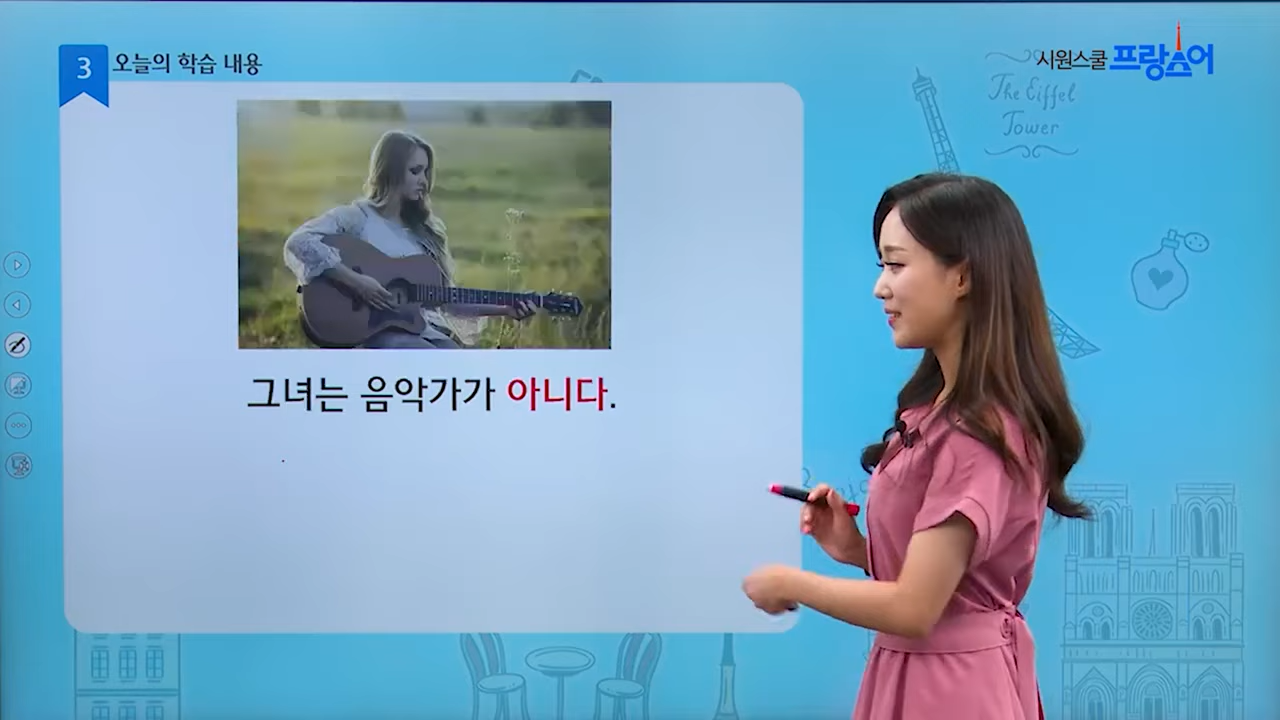 3 오늘의 학습 내용
시원스쿨 프랑스어
The Eiffel
Tower
그녀는 음악가가 아니다.